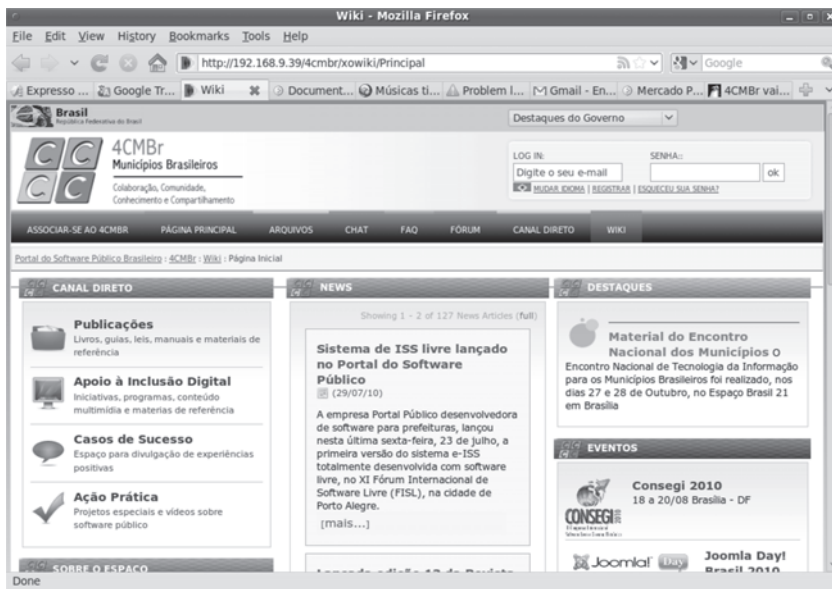 Wiki - Mozilla Firefox
File Edit View History Bookmarks Tools Help
http://192.168.9.39/4cmbr/xowiki/Principal
Google
Expresso ...
Google Tr...
Wiki
Document...
Músicas ti...
Problem I...
Gmail - En...
Mercado P...
4CMBr vai...
Brasil
República Federativa do Brasil
Destaques do Governo
CCCC
4CMBr
Municípios Brasileiros
Colaboração, Comunidade,
Conhecimento e Compartilhamento
LOG IN:
SENHA::
Digite o seu e-mail
ok
MUDAR IDIOMA | REGISTRAR | ESQUECEU SUA SENHA?
ASSOCIAR-SE AO 4CMBR PÁGINA PRINCIPAL ARQUIVOS CHAT FAQ FÓRUM CANAL DIRETO WIKI
Portal do Software Público Brasileiro : 4CMBr : Wiki : Página Inicial
CANAL DIRETO
Publicações
Livros, guias, leis, manuais e materiais de
referência
Apoio à Inclusão Digital
Iniciativas, programas, conteúdo
multimídia e materias de referência
Casos de Sucesso
Espaço para divulgação de experiências
positivas
Ação Prática
Projetos especiais e vídeos sobre
software público
SOBRE O ESPAÇO
NEWS
Showing 1 - 2 of 127 News Articles (full)
Sistema de ISS livre lançado
no Portal do Software
Público
(29/07/10)
A empresa Portal Público desenvolvedora
de software para prefeituras, lançou
nesta última sexta-feira, 23 de julho, a
primeira versão do sistema e-ISS
totalmente desenvolvida com software
livre, no XI Fórum Internacional de
Software Livre (FISL), na cidade de
Porto Alegre.
[mais...]
DESTAQUES
Material do Encontro
Nacional dos Municípios O
Encontro Nacional de Tecnologia da Informação
para os Municípios Brasileiros foi realizado, nos
dias 27 e 28 de Outubro, no Espaço Brasil 21
em Brasília
EVENTOS
CONSEGI
Consegi 2010
18 a 20/08 Brasília - DF
Joomla! Day
Joomla Day!
Brasil 2010
Done